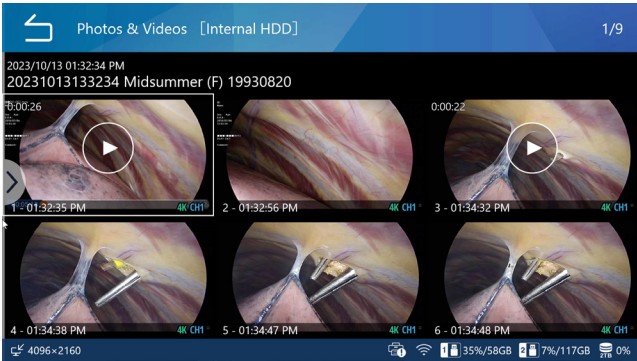 Photos & Videos [Internal HDD]
1/9
2023/10/13 01:32:34 PM
20231013133234 Midsummer (F) 19930820
0:00:26
0:00:22
1 - 01:32:35 PM
4K CH1
2 - 01:32:56 PM
4K CH1
3 - 01:34:32 PM
4K CH1
4 - 01:34:38 PM
4K CH1
5 - 01:34:47 PM
4K CH1
6 - 01:34:48 PM
4K CH1
4096×2160
1 35%/58GB
2 7%/117GB
2TB 0%